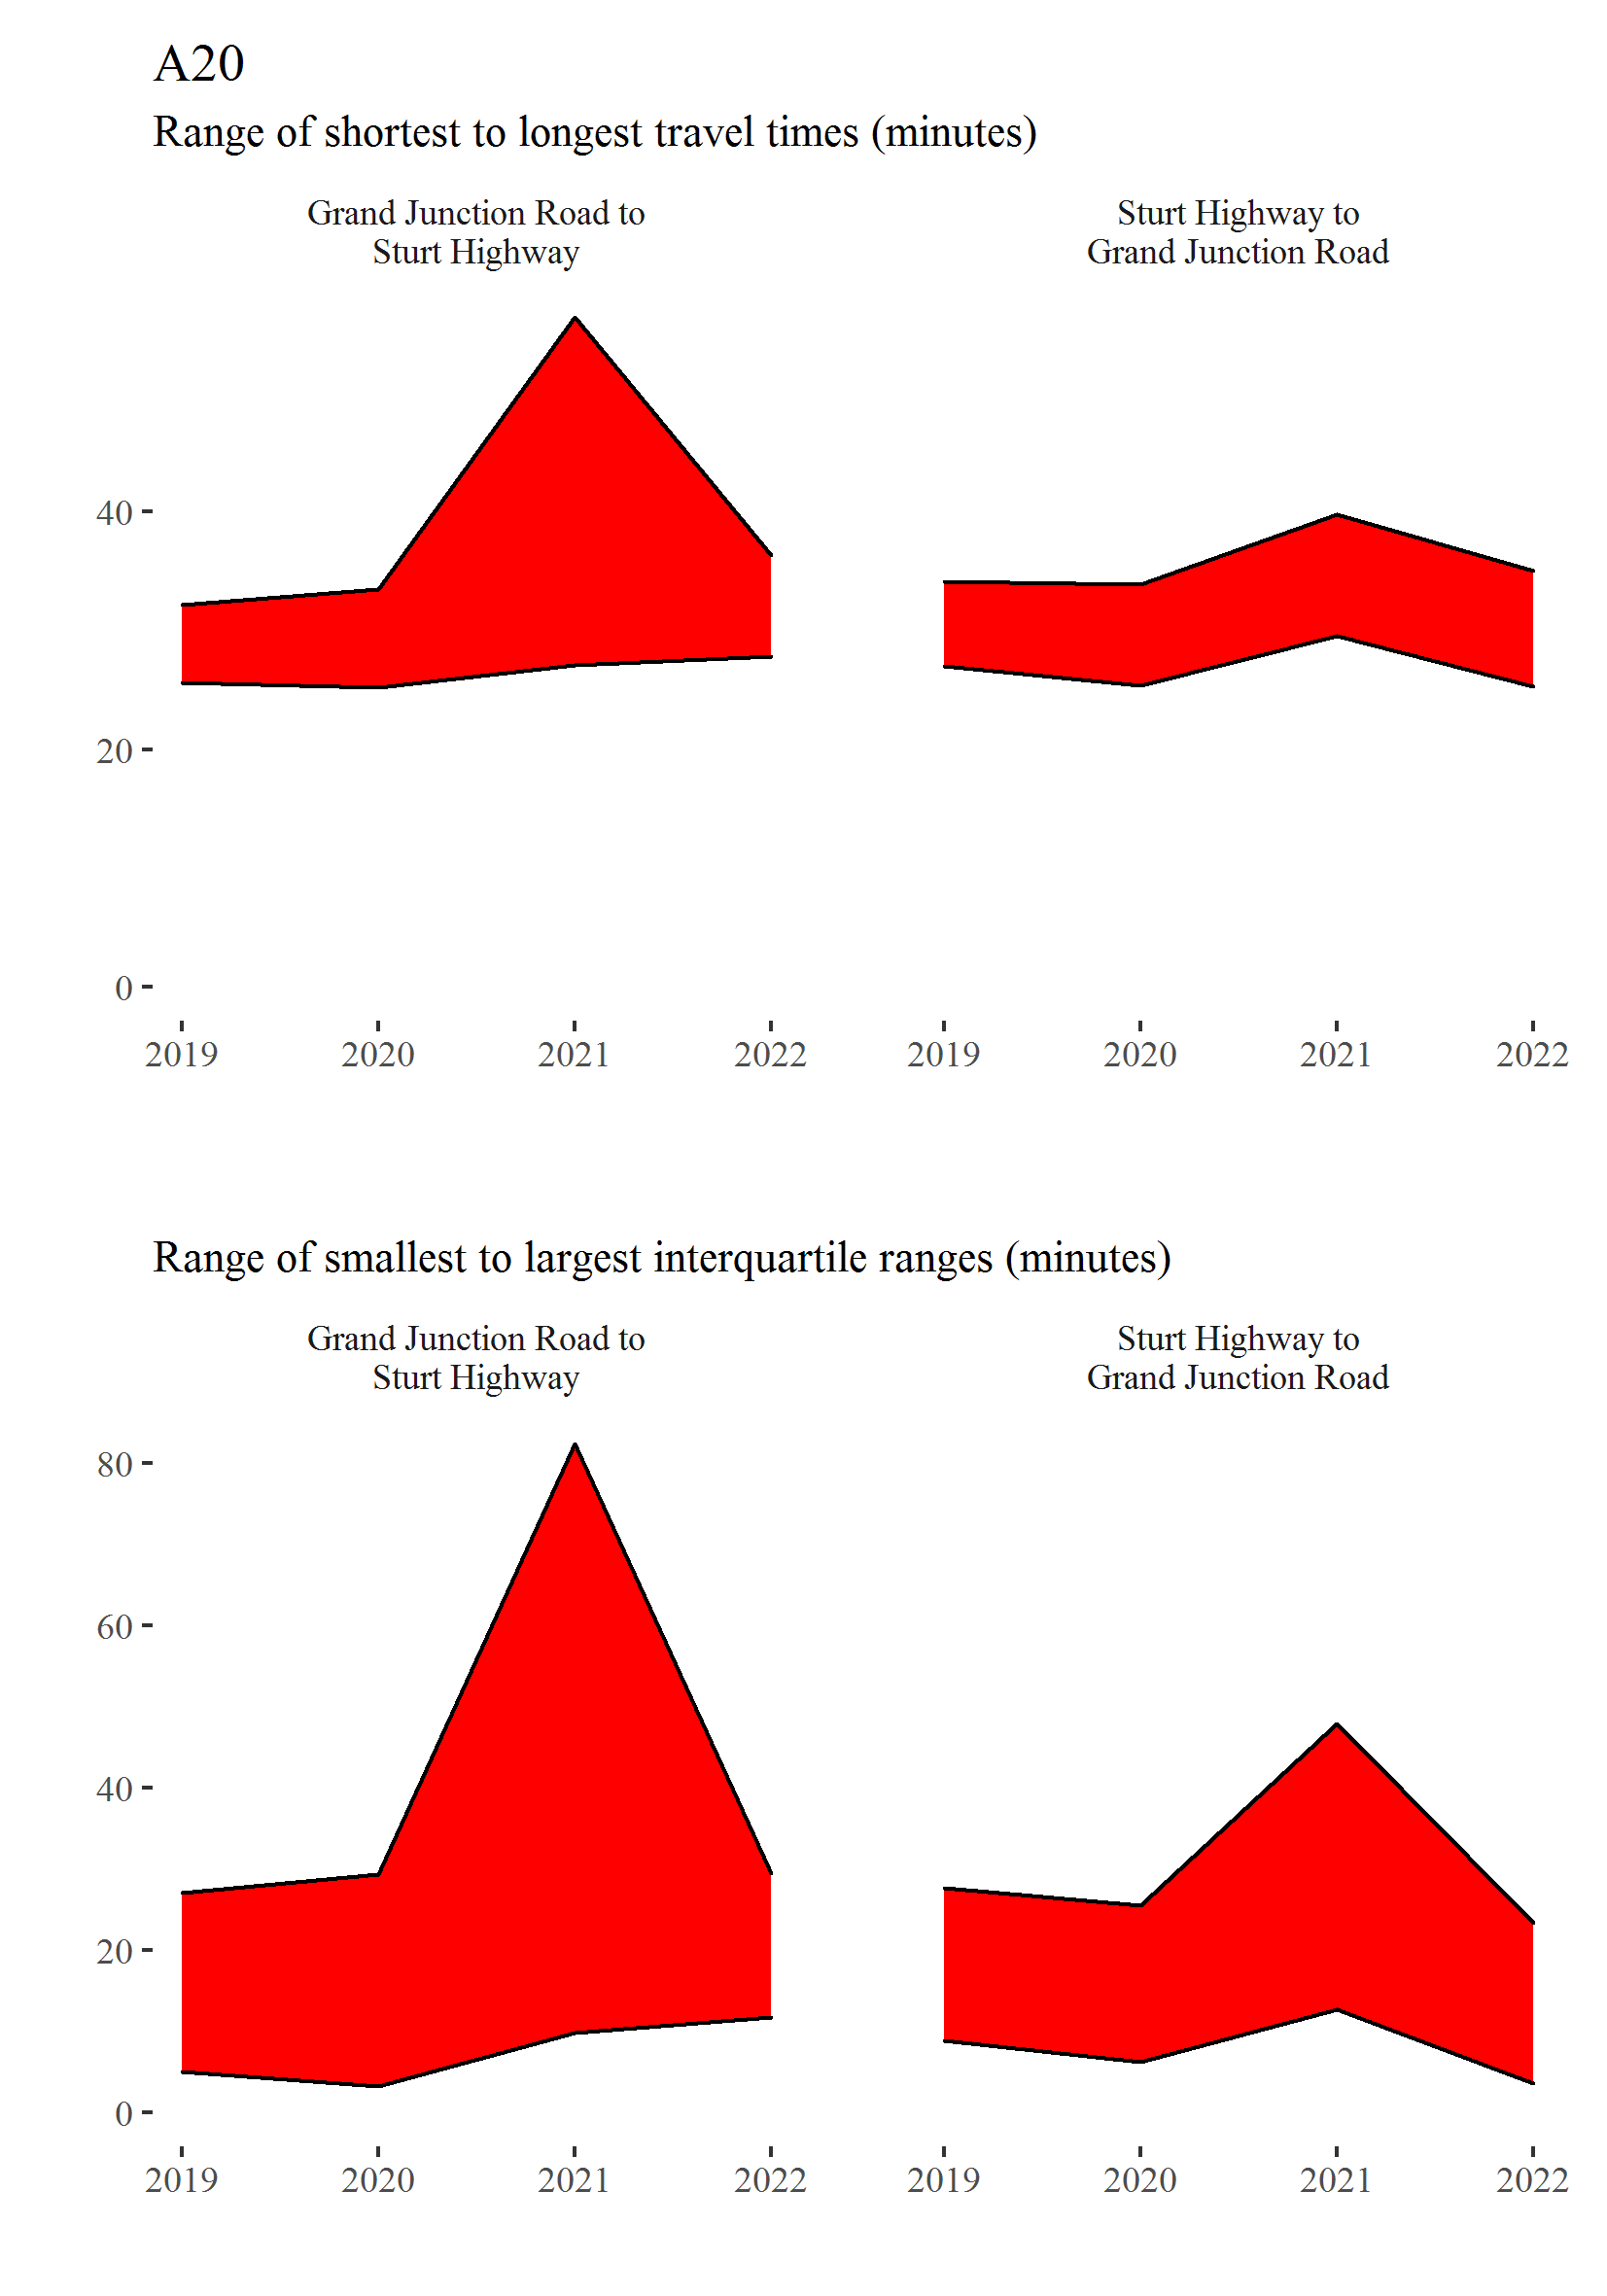 A20
Range of shortest to longest travel times (minutes)
Grand Junction Road to
Sturt Highway
Sturt Highway to
Grand Junction Road
40
20
0
2019 2020 2021 2022 2019 2020 2021 2022
Range of smallest to largest interquartile ranges (minutes)
Grand Junction Road to
Sturt Highway
Sturt Highway to
Grand Junction Road
80
60
40
20
0
2019 2020 2021 2022 2019 2020 2021 2022